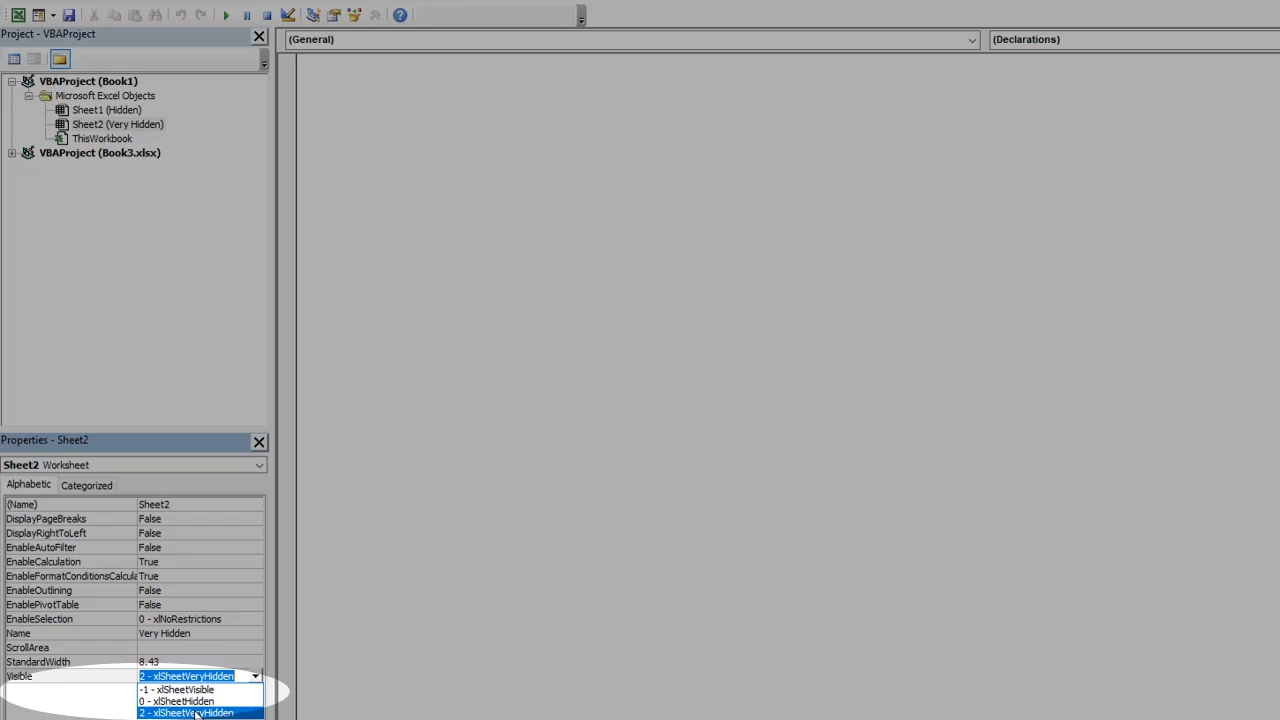 Project - VBAProject
(General)
(Declarations)
VBAProject (Book1)
Microsoft Excel Objects
Sheet1 (Hidden)
Sheet2 (Very Hidden)
ThisWorkbook
VBAProject (Book3.xlsx)
Properties - Sheet2
Sheet2 Worksheet
Alphabetic Categorized
(Name) Sheet2
DisplayPageBreaks False
DisplayRightToLeft False
EnableAutoFilter False
EnableCalculation True
EnableFormatConditionsCalcula True
EnableOutlining False
EnablePivotTable False
EnableSelection 0 - xlNoRestrictions
Name Very Hidden
ScrollArea
StandardWidth 8.43
Visible 2 - xlSheetVeryHidden
-1 - xlSheetVisible
0 - xlSheetHidden
2 - xlSheetVeryHidden